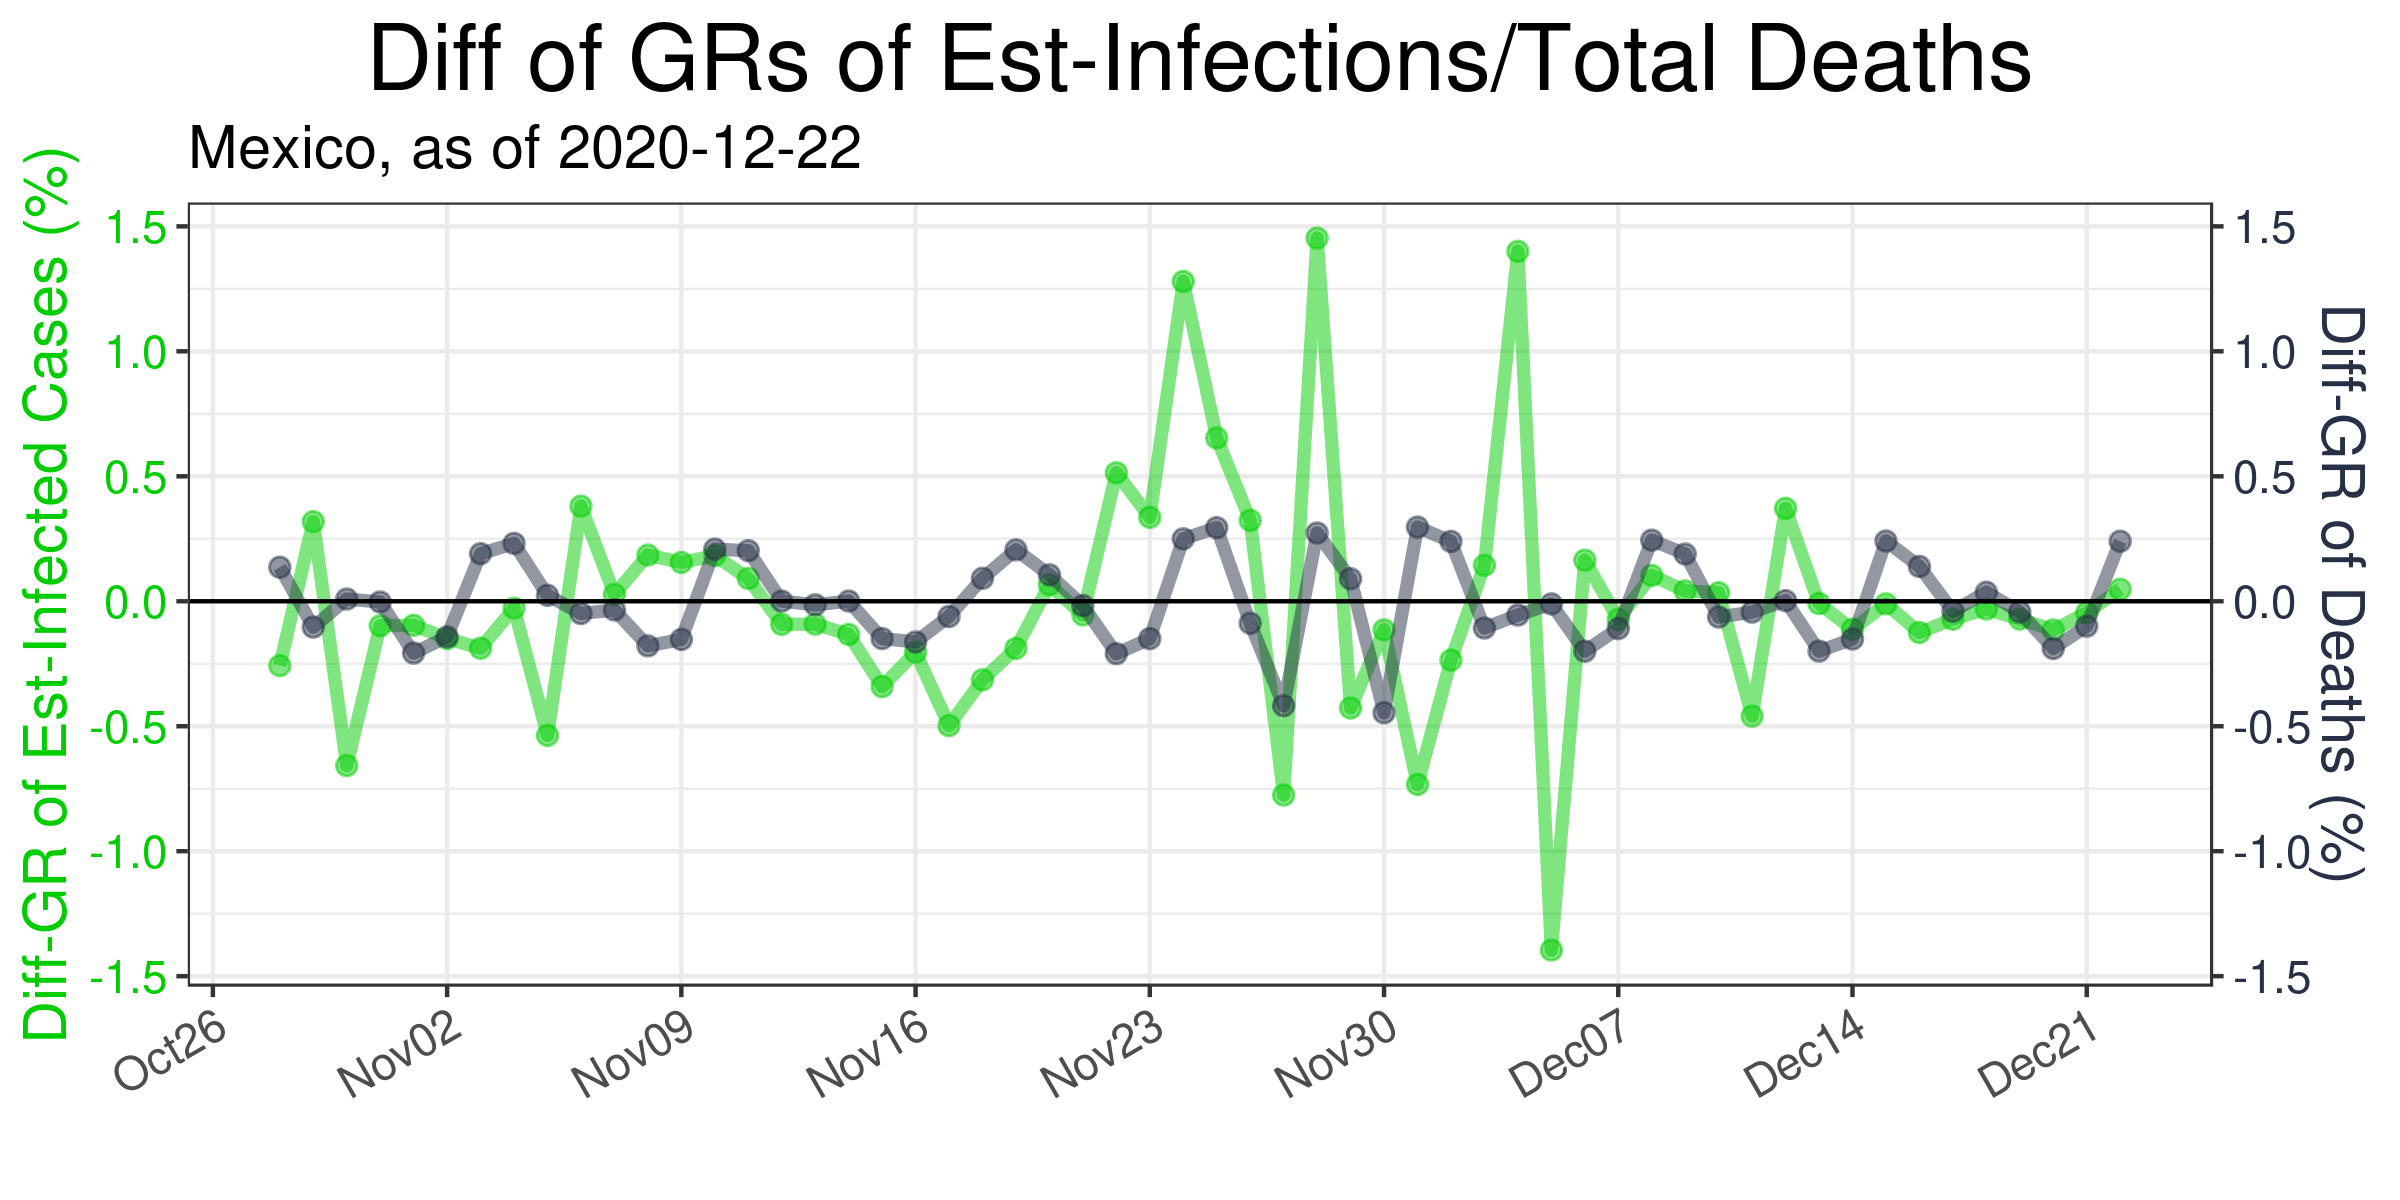 Diff of GRs of Est-Infections/Total Deaths
Mexico, as of 2020-12-22
Diff-GR of Est-Infected Cases (%)
1.5
1.0
0.5
0.0
-0.5
-1.0
-1.5
1.5
1.0
0.5
0.0
-0.5
-1.0
-1.5
Diff-GR of Deaths (%)
Oct26
Nov02
Nov09
Nov16
Nov23
Nov30
Dec07
Dec14
Dec21